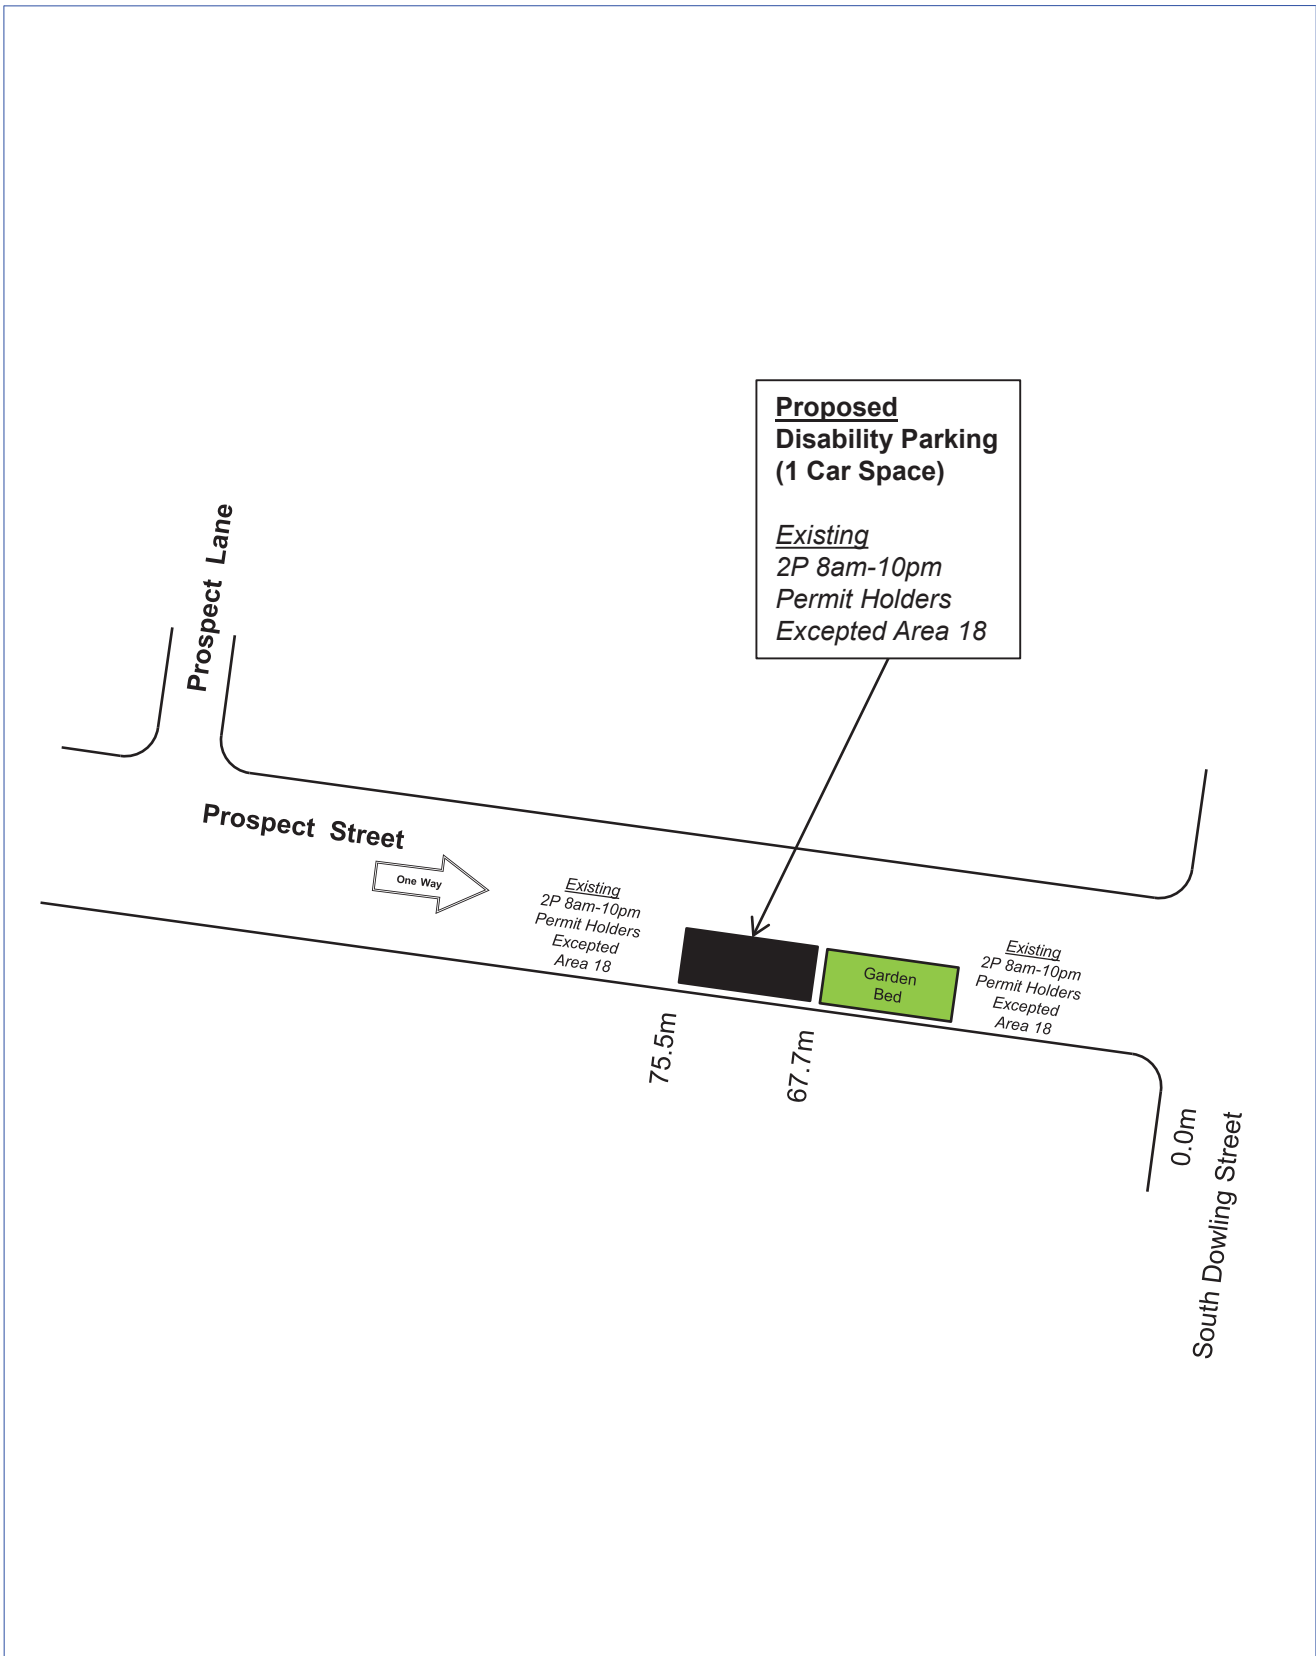 Proposed
Disability Parking
(1 Car Space)
Existing
2P 8am-10pm
Permit Holders
Excepted Area 18
Prospect Lane
Prospect Street
One Way
Existing
2P 8am-10pm
Permit Holders
Excepted
Area 18
Garden
Bed
Existing
2P 8am-10pm
Permit Holders
Excepted
Area 18
75.5m
67.7m
0.0m
South Dowling Street